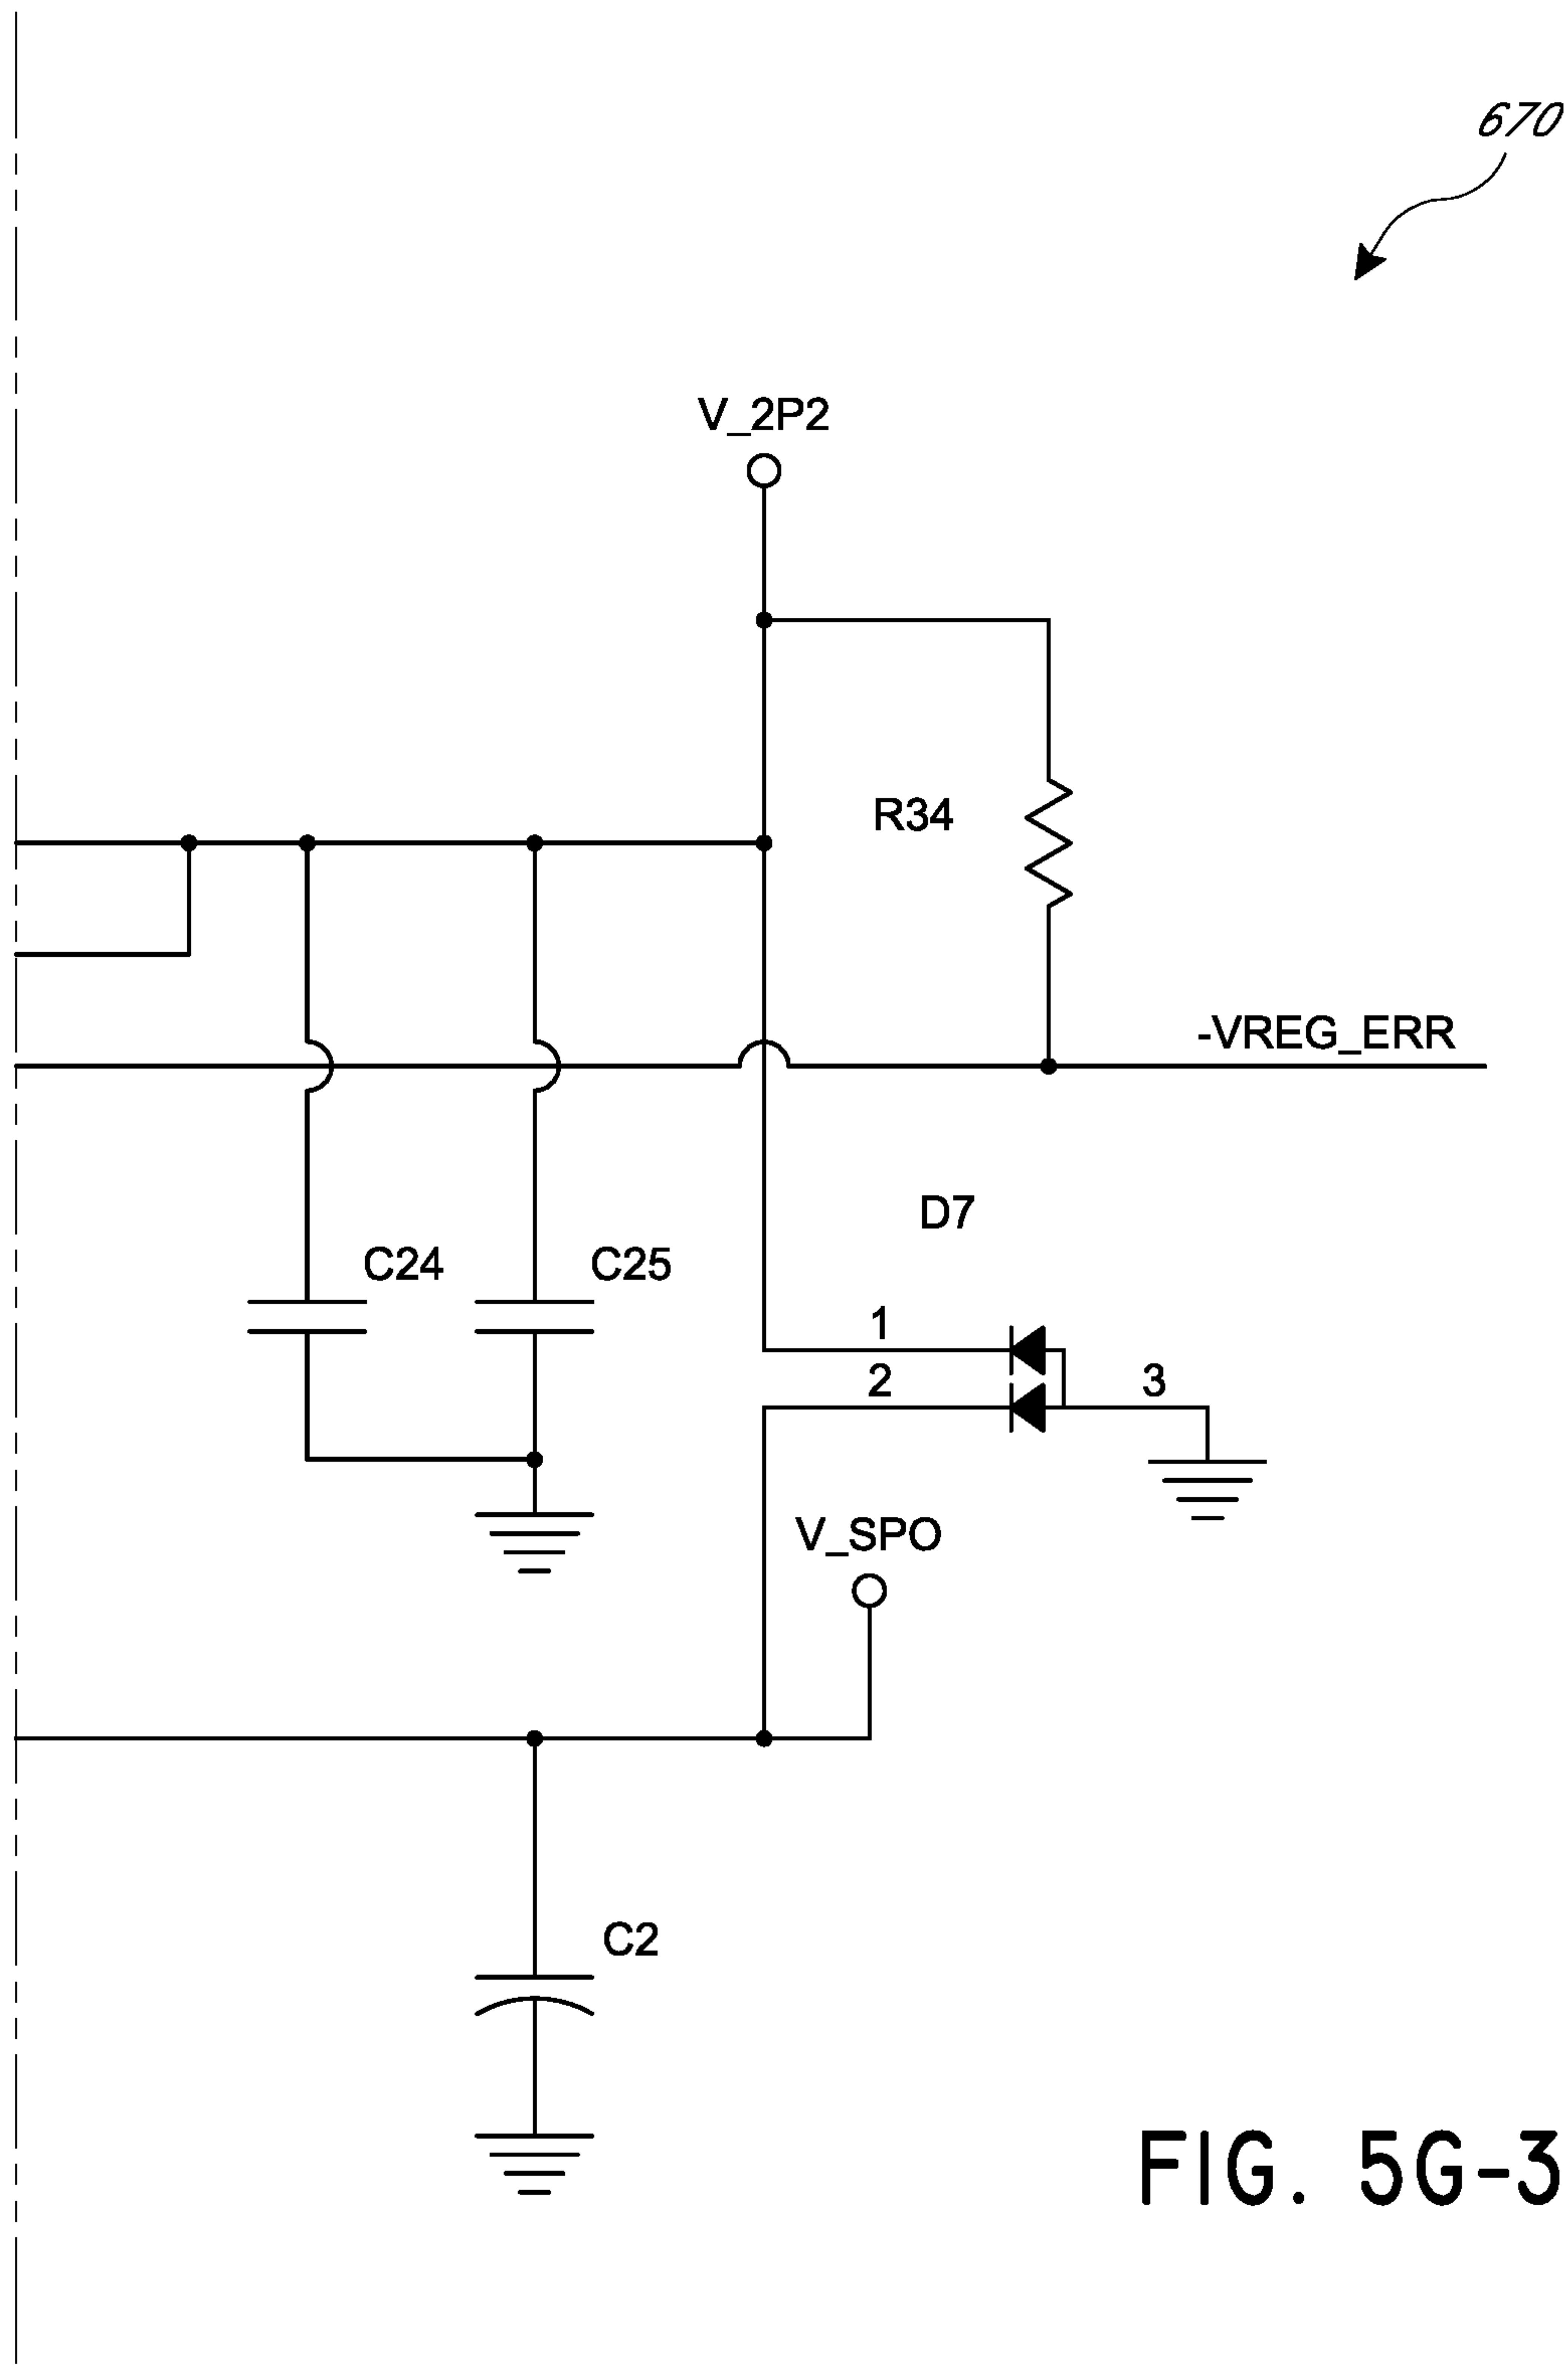 670
V_2P2
R34
-VREG_ERR
D7
C24
C25
1
2
3
V_SPO
C2
FIG. 5G-3